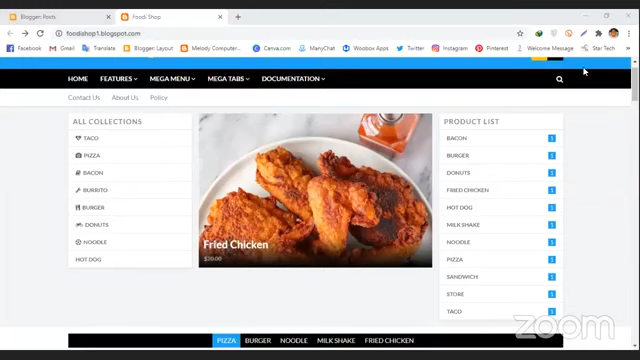 Blogger: Posts
Foodi Shop
foodishop1.blogspot.com
Facebook
Gmail
Translate
Blogger: Layout
Melody Computer...
Canva.com
ManyChat
Woobox Apps
Twitter
Instagram
Pinterest
Welcome Message
Star Tech
HOME
FEATURES
MEGA MENU
MEGA TABS
DOCUMENTATION
Contact Us
About Us
Policy
ALL COLLECTIONS
TACO
PIZZA
BACON
BURRITO
BURGER
DONUTS
NOODLE
HOT DOG
Fried Chicken
$20.00
PRODUCT LIST
BACON 1
BURGER 1
DONUTS 1
FRIED CHICKEN 1
HOT DOG 1
MILK SHAKE 1
NOODLE 1
PIZZA 1
SANDWICH 1
STORE 1
TACO 1
zoom
PIZZA
BURGER
NOODLE
MILK SHAKE
FRIED CHICKEN